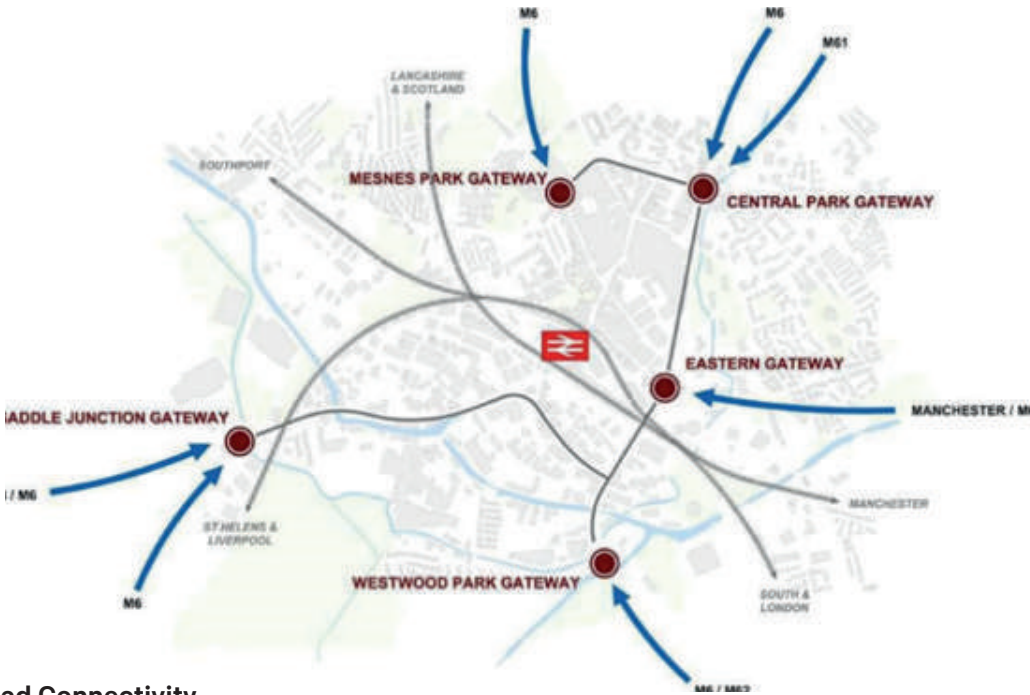 M6
M6
M61
LANCASHIRE
& SCOTLAND
SOUTHPORT
MESNES PARK GATEWAY
CENTRAL PARK GATEWAY
EASTERN GATEWAY
ADDLE JUNCTION GATEWAY
MANCHESTER / M6
/ M6
MANCHESTER
ST.HELENS &
LIVERPOOL
WESTWOOD PARK GATEWAY
M6
SOUTH &
LONDON
M6 / M62
ed Connectivity